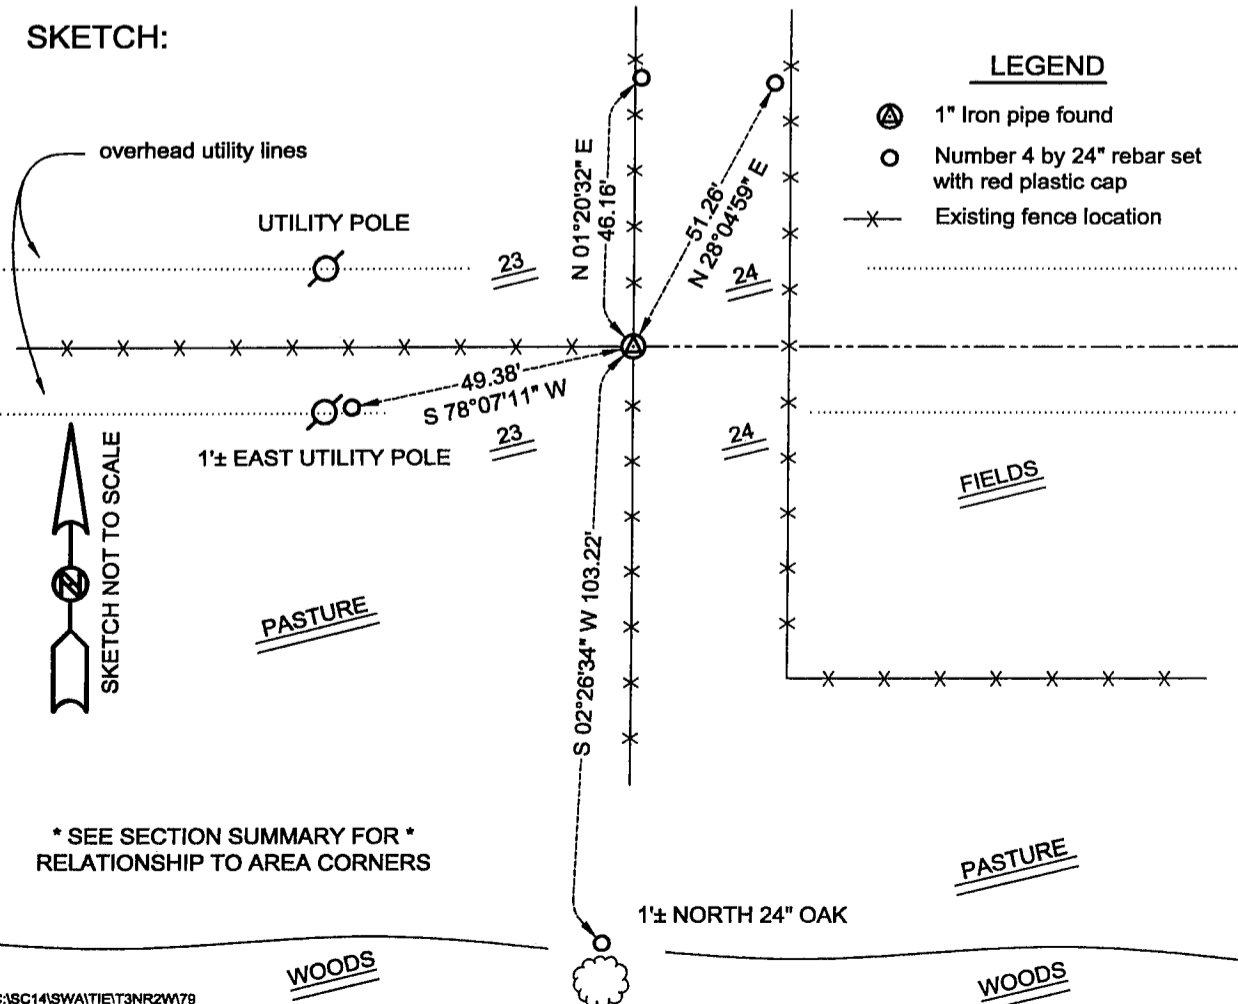 SKETCH:
LEGEND
1" Iron pipe found
Number 4 by 24" rebar set
with red plastic cap
Existing fence location
overhead utility lines
UTILITY POLE
23
N 01°20'32" E
46.16'
51.26'
N 28°04'59" E
24
49.38'
S 78°07'11" W
1'± EAST UTILITY POLE
23
24
FIELDS
N
SKETCH NOT TO SCALE
PASTURE
S 02°26'34" W 103.22'
* SEE SECTION SUMMARY FOR *
RELATIONSHIP TO AREA CORNERS
PASTURE
1'± NORTH 24" OAK
WOODS
WOODS
C:\SC14\SWA\TIE\T3NR2W\79